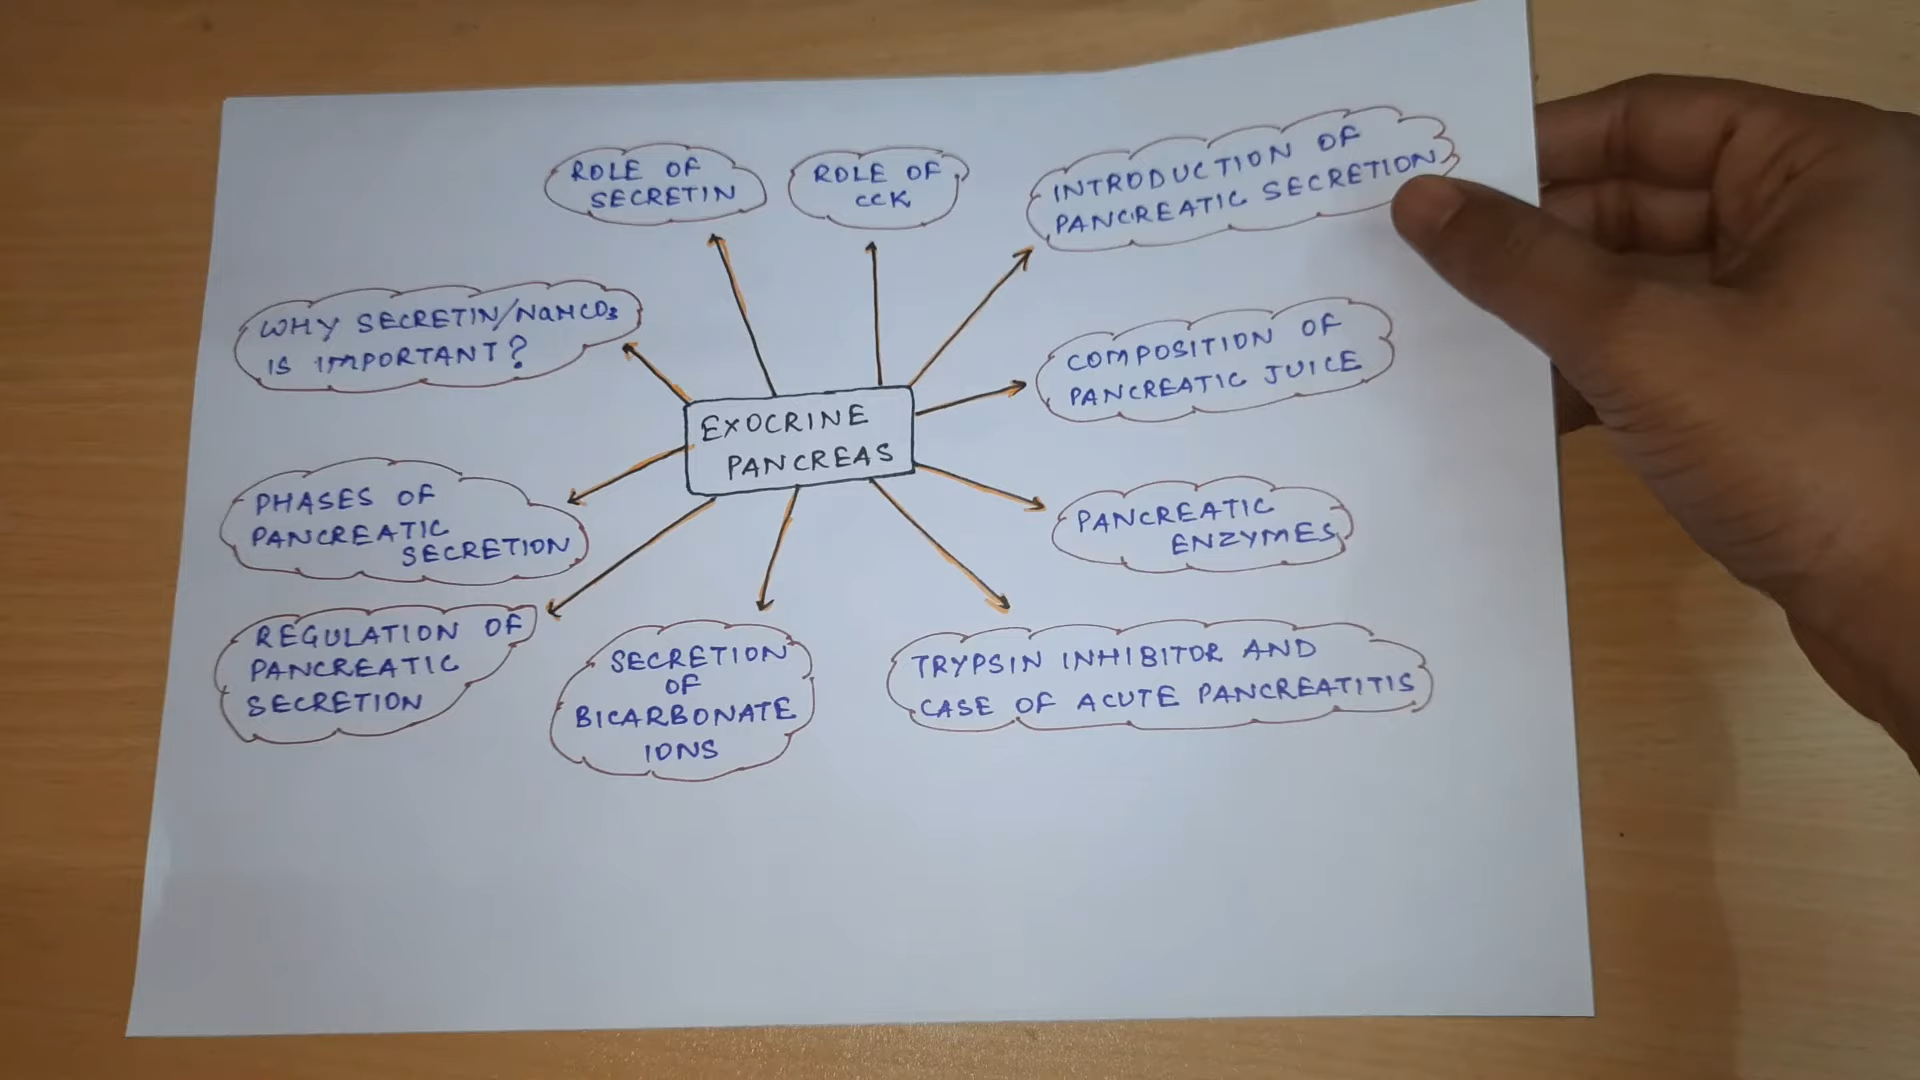 ROLE OF
SECRETIN
ROLE OF
CCK
INTRODUCTION OF
PANCREATIC SECRETION
WHY SECRETIN/NaHCO3
IS IMPORTANT?
COMPOSITION OF
PANCREATIC JUICE
EXOCRINE
PANCREAS
PHASES OF
PANCREATIC
SECRETION
PANCREATIC
ENZYMES
REGULATION OF
PANCREATIC
SECRETION
SECRETION
OF
BICARBONATE
IONS
TRYPSIN INHIBITOR AND
CASE OF ACUTE PANCREATITIS